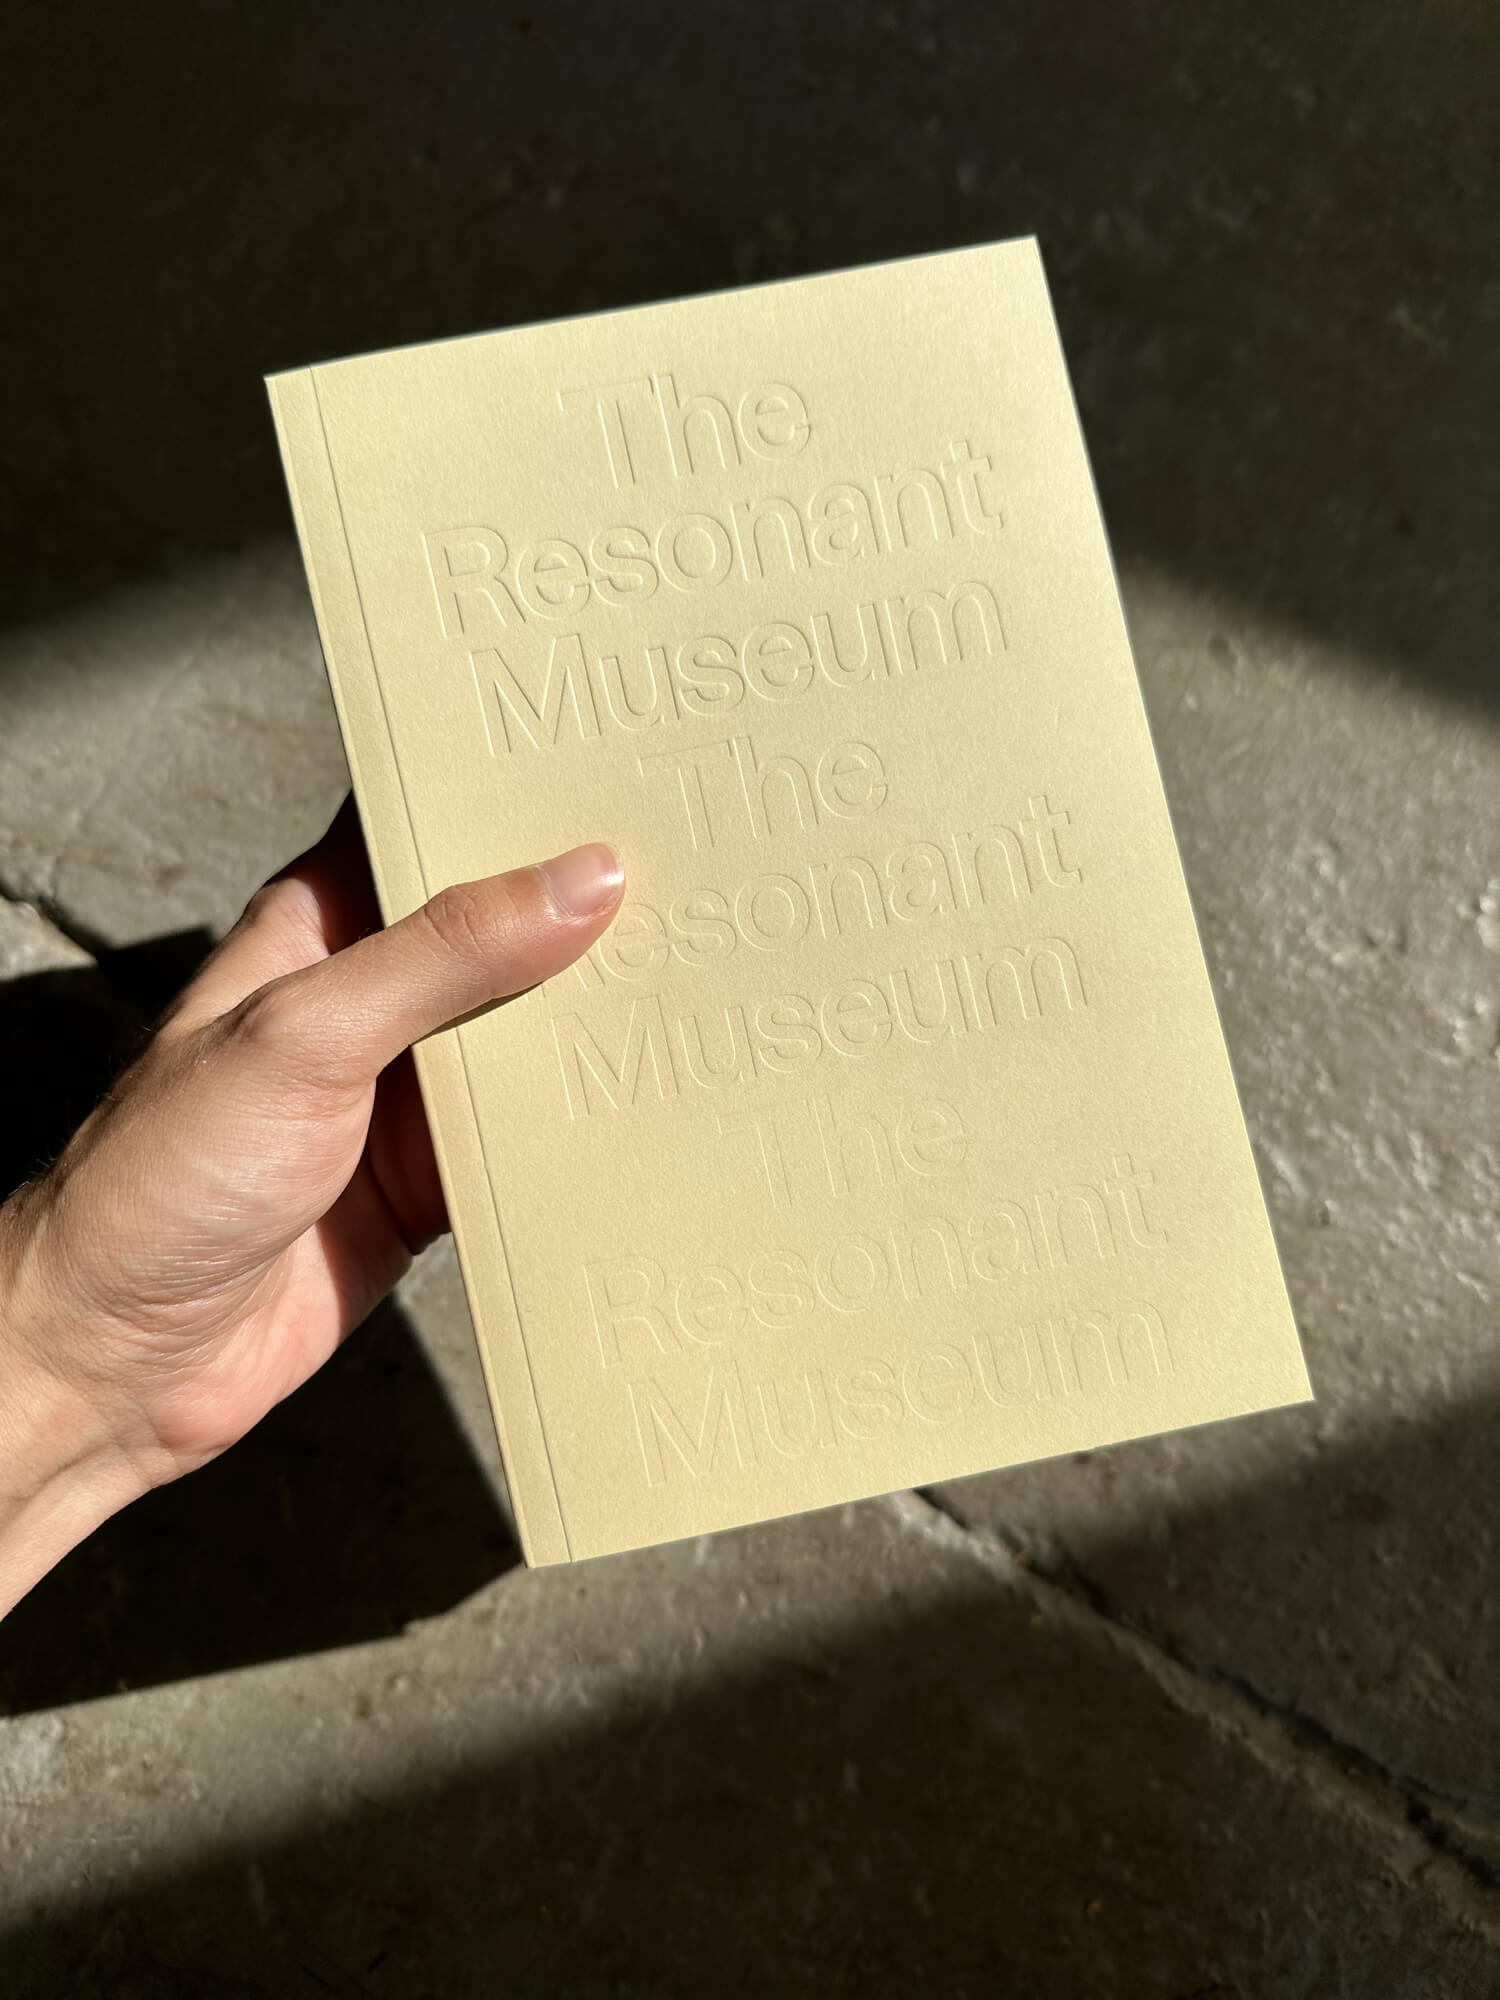 The
Resonant
Museum
The
Resonant
Museum
The
Resonant
Museum